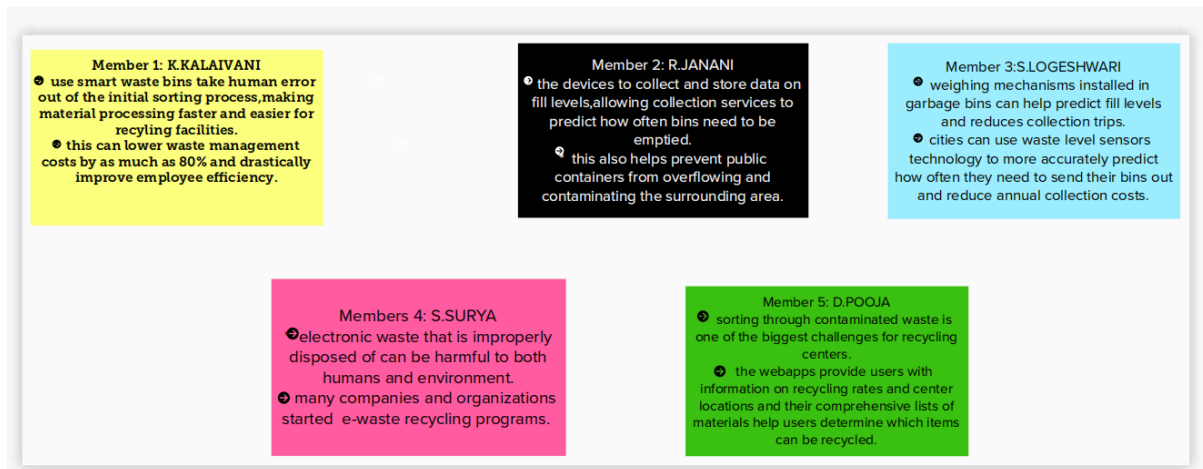 Member 1: K.KALAIVANI
use smart waste bins take human error
out of the initial sorting process,making
material processing faster and easier for
recyling facilities.
this can lower waste management
costs by as much as 80% and drastically
improve employee efficiency.
Member 2: R.JANANI
the devices to collect and store data on
fill levels,allowing collection services to
predict how often bins need to be
emptied.
this also helps prevent public
containers from overflowing and
contaminating the surrounding area.
Member 3:S.LOGESHWARI
weighing mechanisms installed in
garbage bins can help predict fill levels
and reduces collection trips.
cities can use waste level sensors
technology to more accurately predict
how often they need to send their bins out
and reduce annual collection costs.
Members 4: S.SURYA
electronic waste that is improperly
disposed of can be harmful to both
humans and environment.
many companies and organizations
started e-waste recycling programs.
Member 5: D.POOJA
sorting through contaminated waste is
one of the biggest challenges for recycling
centers.
the webapps provide users with
information on recycling rates and center
locations and their comprehensive lists of
materials help users determine which items
can be recycled.